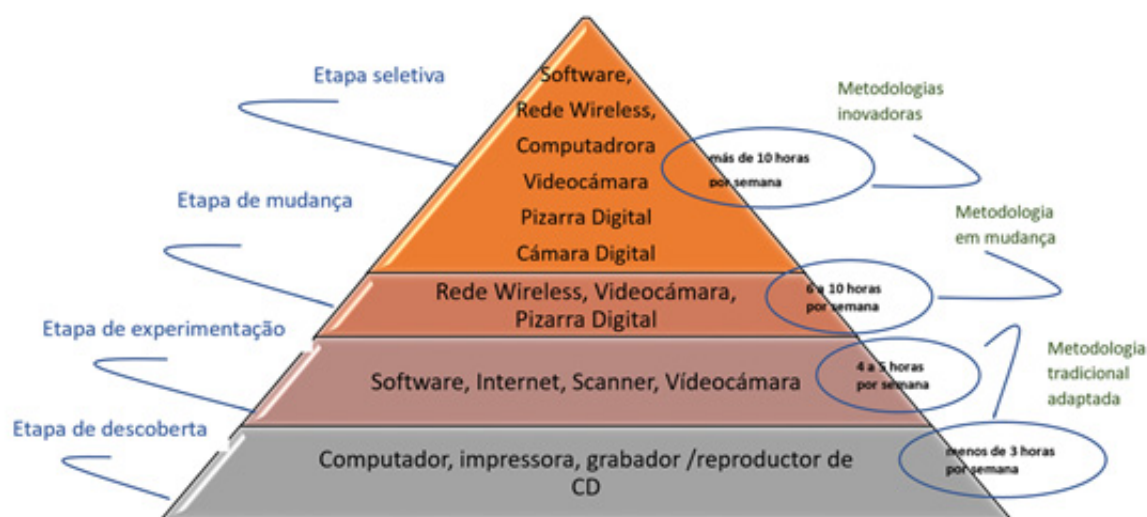 Etapa seletiva
Software,
Rede Wireless,
Computadrora
Videocámara
Pizarra Digital
Cámara Digital
más de 10 horas
por semana
Metodologias
inovadoras
Etapa de mudança
Rede Wireless, Videocámara,
Pizarra Digital
6 a 10 horas
por semana
Metodologia
em mudança
Etapa de experimentação
Software, Internet, Scanner, Vídeocámara
4 a 5 horas
por semana
Metodologia
tradicional
adaptada
Etapa de descoberta
Computador, impressora, grabador /reproductor de
CD
menos de 3 horas
por semana